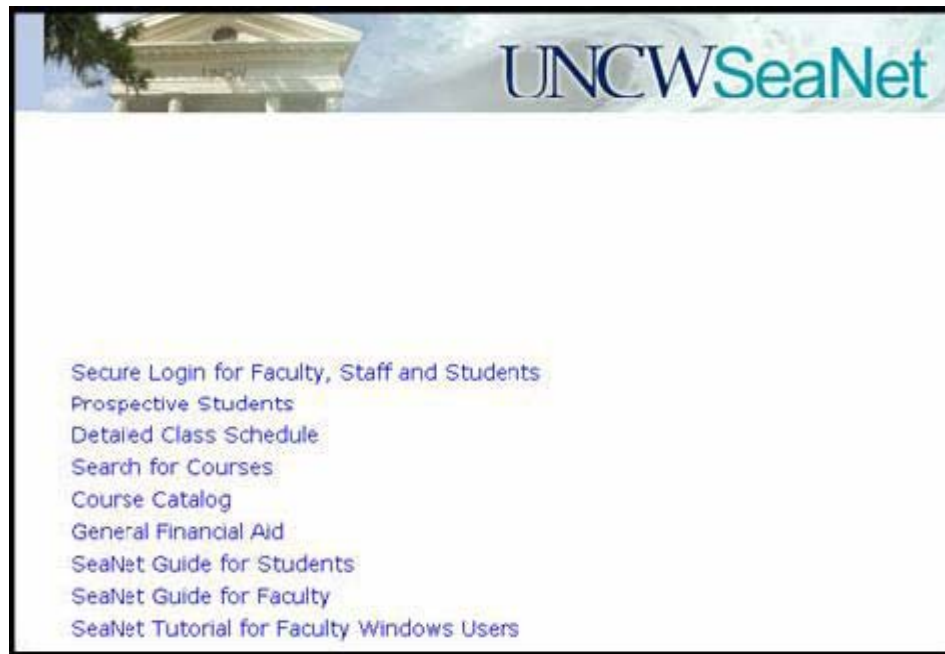 UNCW
UNCWSeaNet
Secure Login for Faculty, Staff and Students
Prospective Students
Detailed Class Schedule
Search for Courses
Course Catalog
General Financial Aid
SeaNet Guide for Students
SeaNet Guide for Faculty
SeaNet Tutorial for Faculty Windows Users